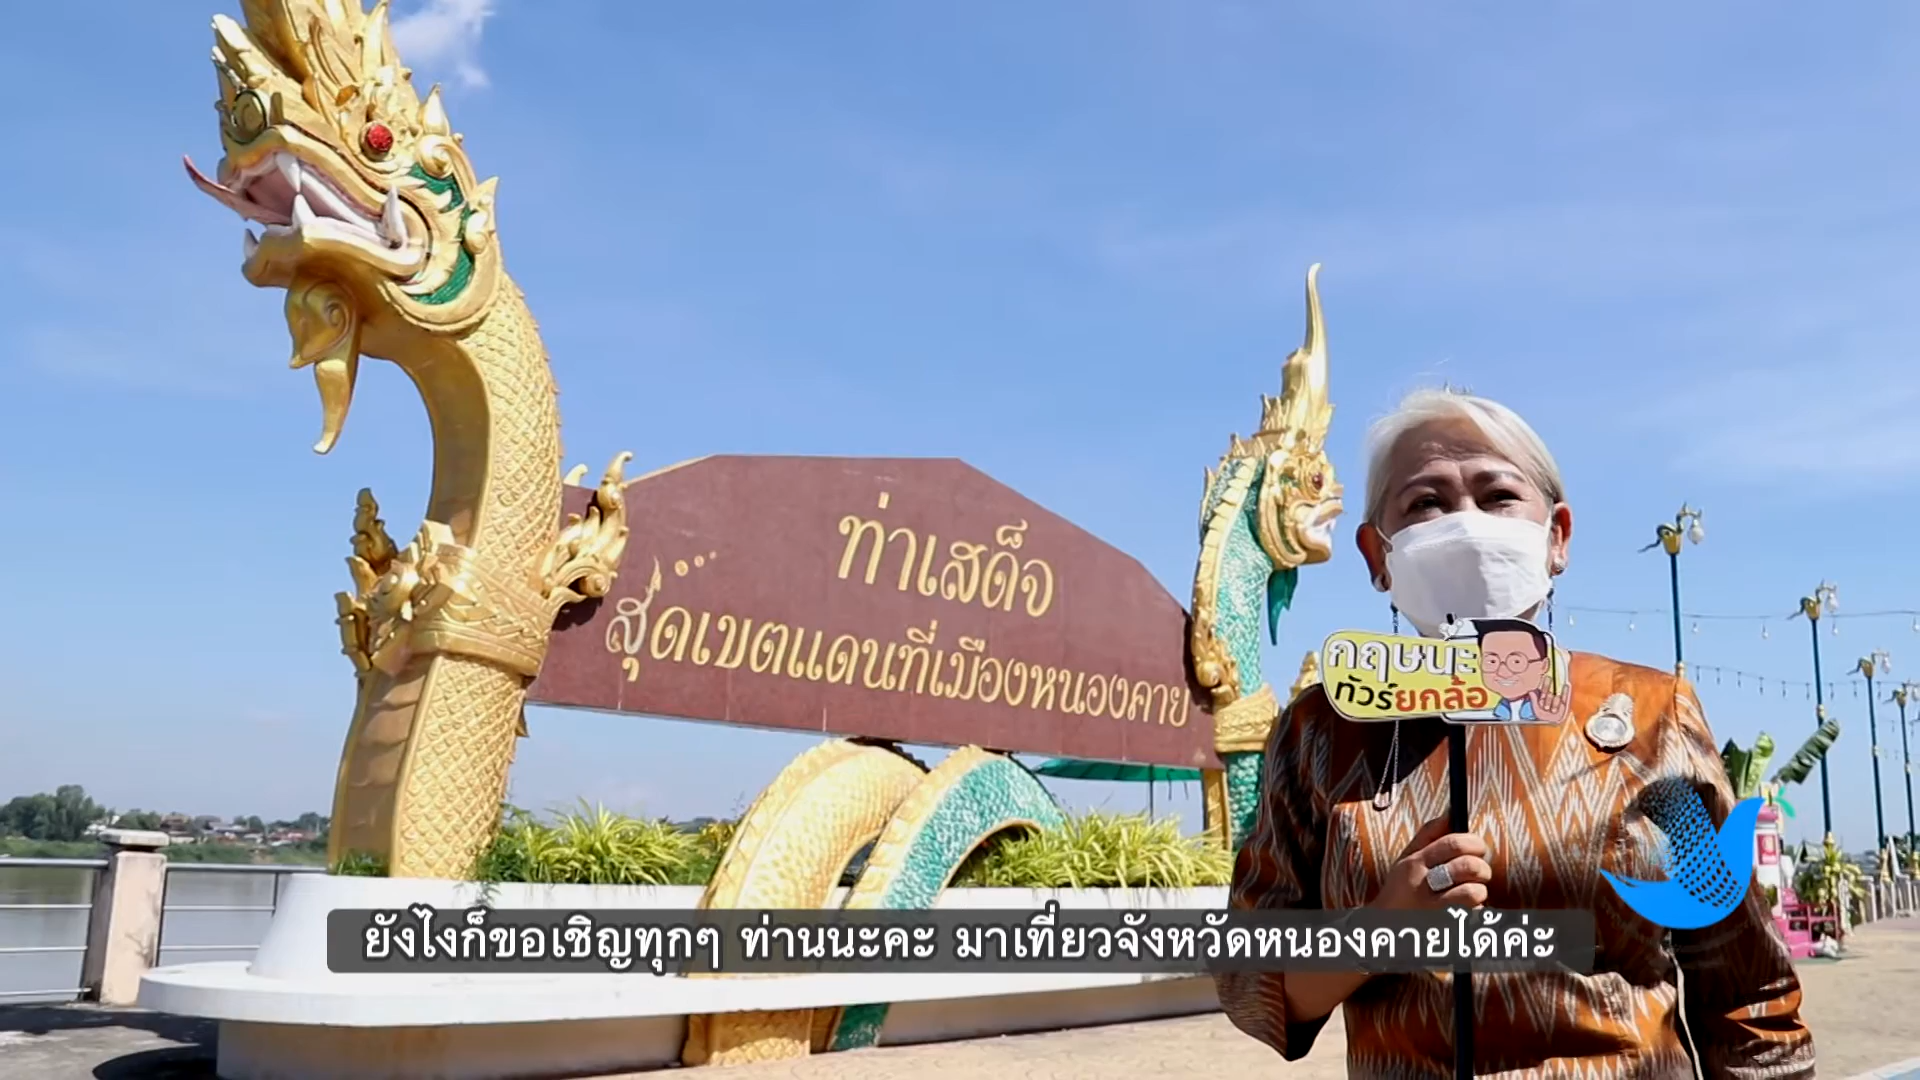 ท่าเสด็จ
สุดเขตแดนที่เมืองหนองคาย
กฤษนะ
ทัวร์ยกล้อ
ยังไงก็ขอเชิญทุกๆ ท่านนะคะ มาเที่ยวจังหวัดหนองคายได้ค่ะ